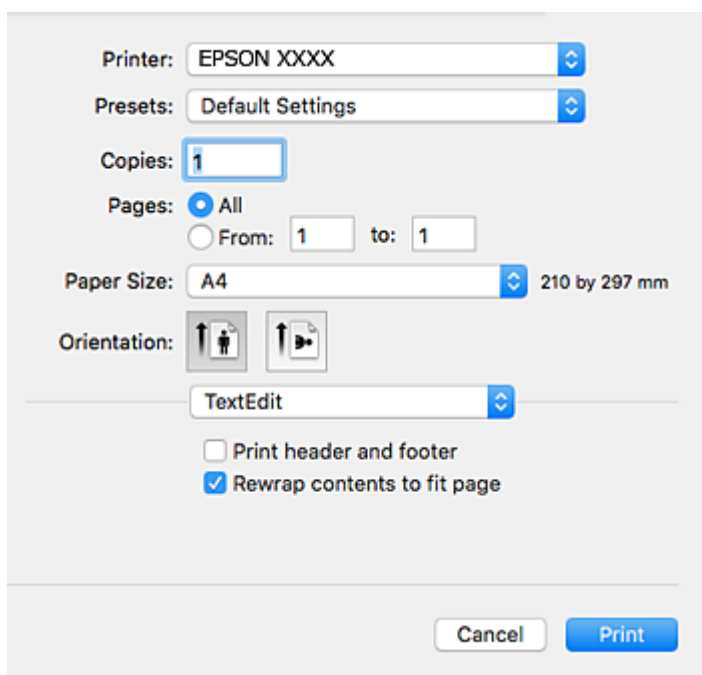 Printer: EPSON XXXX
Presets: Default Settings
Copies: 1
Pages: All
From: 1 to: 1
Paper Size: A4 210 by 297 mm
Orientation:
TextEdit
Print header and footer
Rewrap contents to fit page
Cancel Print